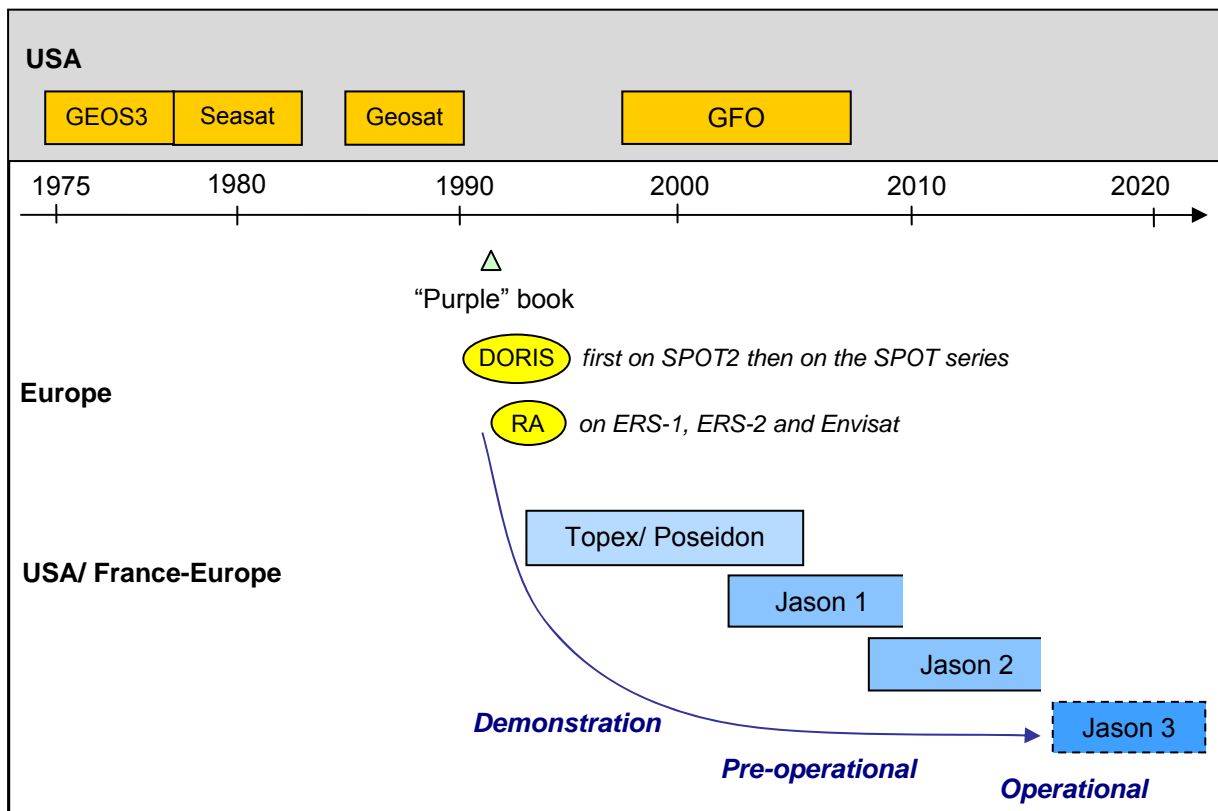 USA
GEOS3 Seasat Geosat GFO
1975 1980 1990 2000 2010 2020
“Purple” book
DORIS first on SPOT2 then on the SPOT series
Europe
RA on ERS-1, ERS-2 and Envisat
Topex/ Poseidon
USA/ France-Europe
Jason 1
Jason 2
Demonstration
Jason 3
Pre-operational
Operational